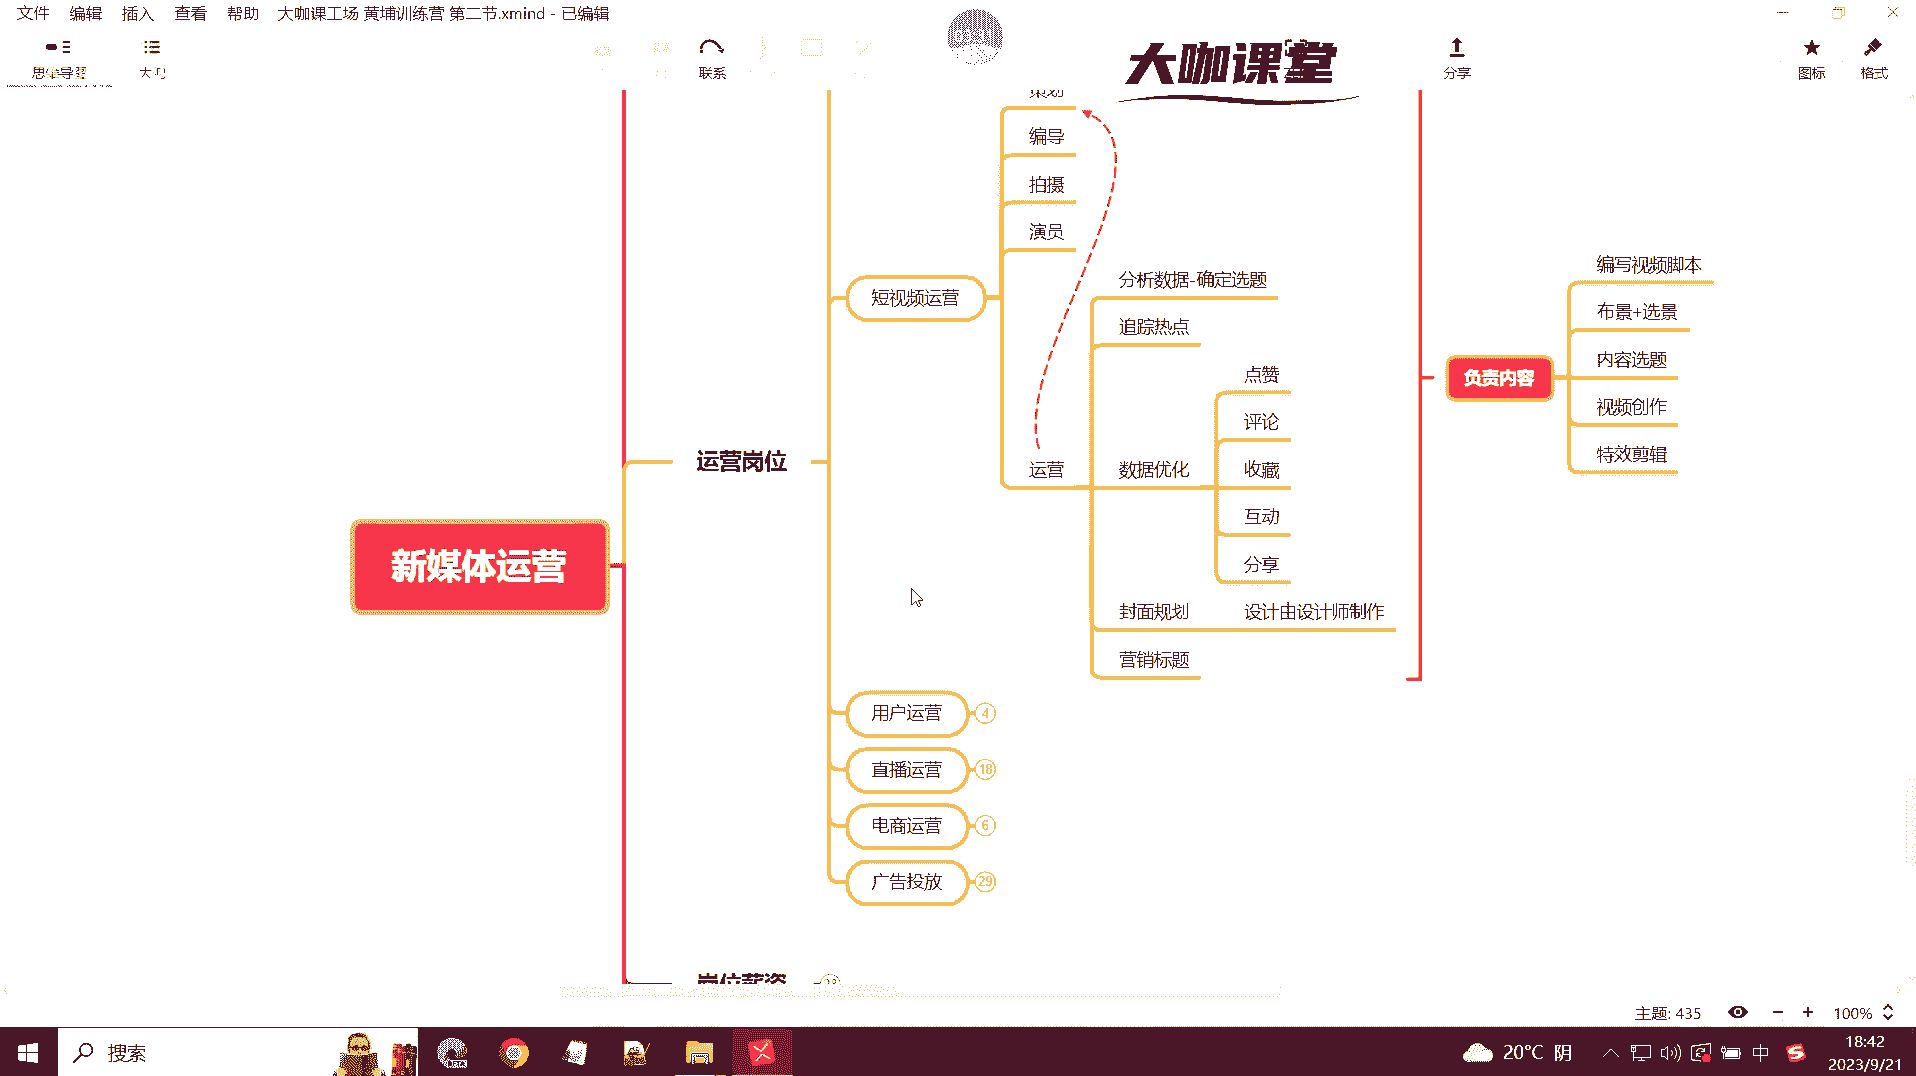 文件 编辑 插入 查看 帮助 大咖课工场 黄埔训练营 第二节.xmind - 已编辑
思维导图
大纲
联系
大咖课堂
分享
图标
格式
策划
编导
拍摄
演员
短视频运营
分析数据-确定选题
追踪热点
点赞
评论
运营
数据优化
收藏
互动
分享
封面规划
设计由设计师制作
营销标题
负责内容
编写视频脚本
布景+选景
内容选题
视频创作
特效剪辑
运营岗位
新媒体运营
用户运营 4
直播运营 18
电商运营 6
广告投放 29
岗位薪资
主题: 435
100%
搜索
20°C 阴
中
18:42
2023/9/21